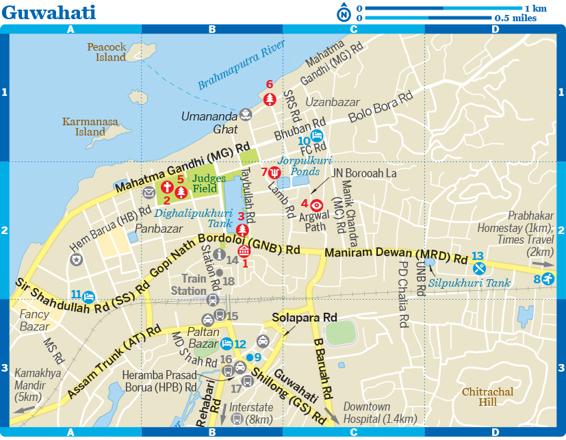 Guwahati
N
0 1 km
0 0.5 miles
A B C D
Peacock
Island
Brahmaputra River
Mahatma
Gandhi (MG) Rd
6
SRS Rd
Uzanbazar
1 1
Karmanasa
Island
Umananda
Ghat
Bhuban Rd
Bolo Bora Rd
10
FC Rd
Mahatma Gandhi (MG) Rd
Jorpulkuri
Ponds
7
JN Borooah La
5
Judges
Field
2
Taybullah Rd
Lamb Rd
4
Argwal
Path
Manik Chandra
(MC) Rd
Dighalipukhuri
Tank
3
Hem Barua (HB) Rd
Panbazar
Prabhakar
Homestay (1km);
Times Travel
(2km)
2 2
Gopi Nath Bordoloi (GNB) Rd
1
Maniram Dewan (MRD) Rd
13
8
Station Rd
14
18
Train
Station
UNB Rd
PD Chalia Rd
Silpukhuri Tank
Sir Shahdullah Rd (SS) Rd
11
Fancy
Bazar
15
Solapara Rd
Paltan
Bazar
12
MS Rd
Assam Trunk (AT) Rd
MD Shah Rd
16
9
3 3
Kamakhya
Mandir
(5km)
Heramba Prasad
Borua (HPB) Rd
17
Rehabari Rd
Guwahati
Shillong (GS) Rd
B Baruah Rd
Chitrachal
Hill
Interstate
(8km)
Downtown
Hospital (1.4km)
A B C D